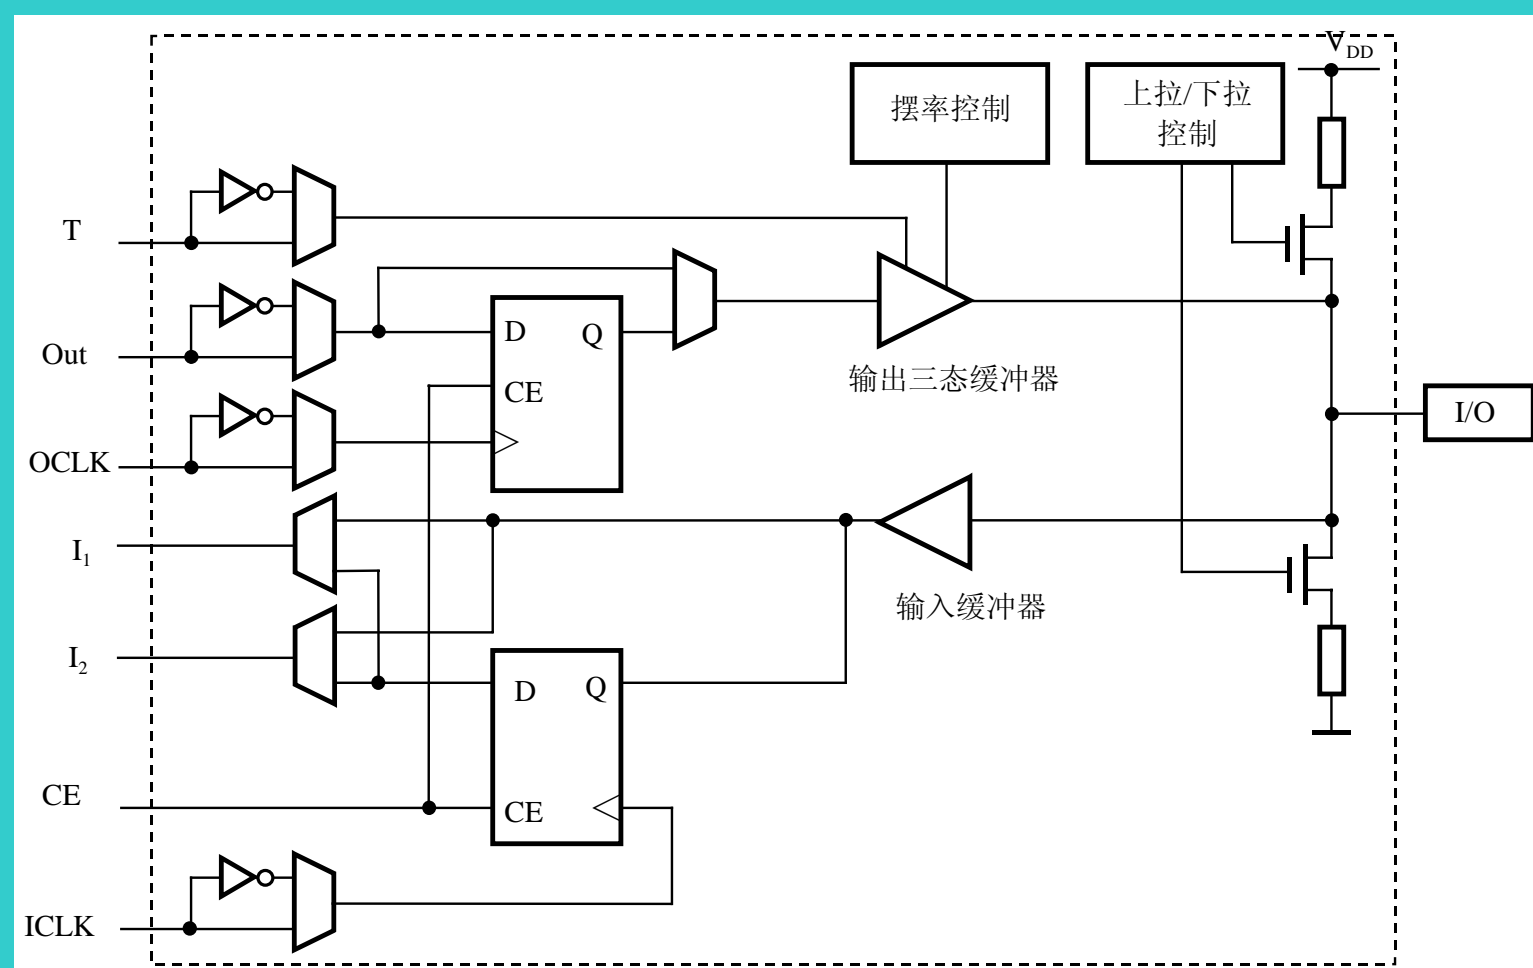 V_DD
摆率控制
上拉/下拉
控制
T
Out
D
Q
输出三态缓冲器
CE
I/O
OCLK
I₁
输入缓冲器
I₂
D
Q
CE
CE
ICLK